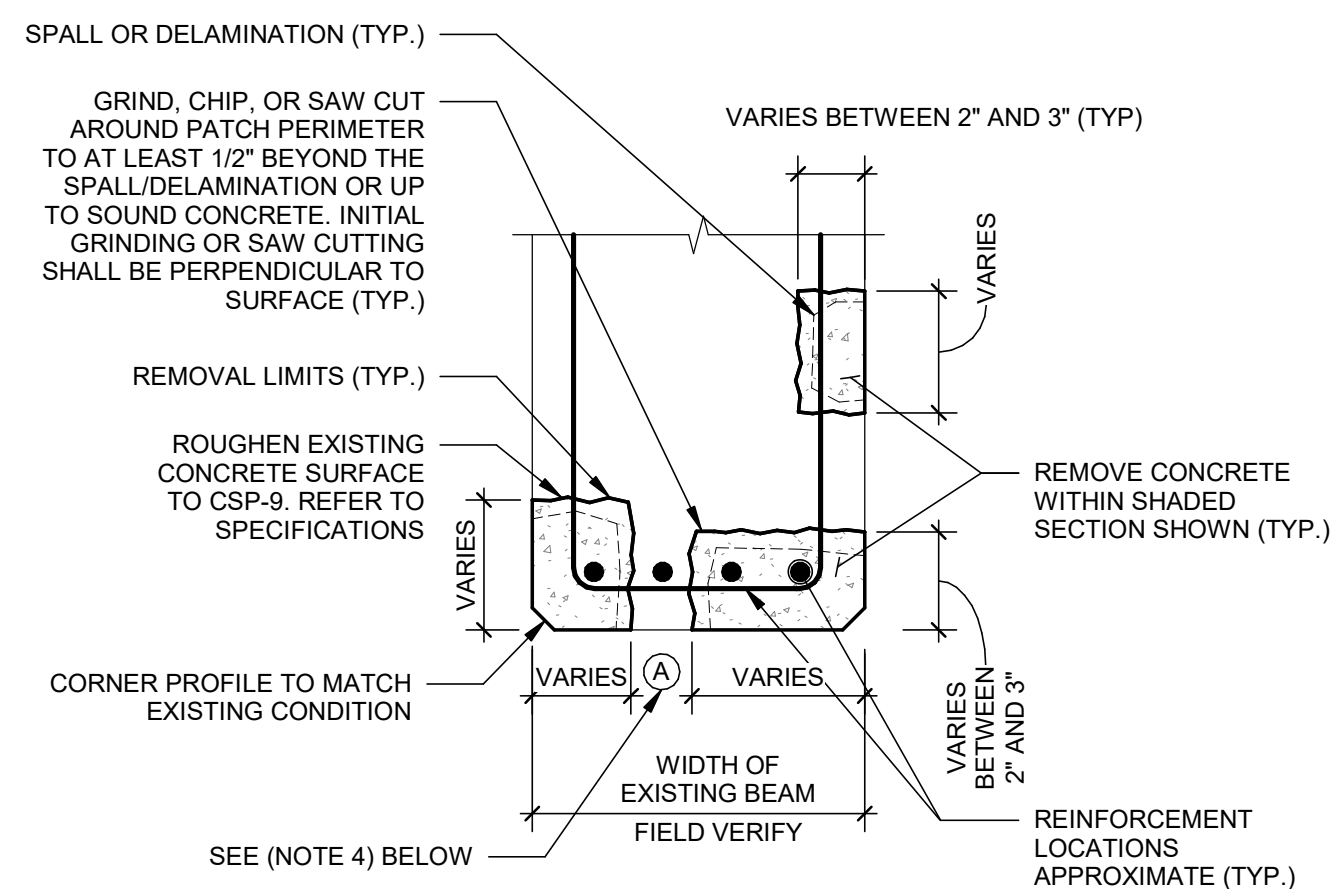 SPALL OR DELAMINATION (TYP.)
GRIND, CHIP, OR SAW CUT
AROUND PATCH PERIMETER
TO AT LEAST 1/2" BEYOND THE
SPALL/DELAMINATION OR UP
TO SOUND CONCRETE. INITIAL
GRINDING OR SAW CUTTING
SHALL BE PERPENDICULAR TO
SURFACE (TYP.)
VARIES BETWEEN 2" AND 3" (TYP)
VARIES
REMOVAL LIMITS (TYP.)
ROUGHEN EXISTING
CONCRETE SURFACE
TO CSP-9. REFER TO
SPECIFICATIONS
VARIES
REMOVE CONCRETE
WITHIN SHADED
SECTION SHOWN (TYP.)
CORNER PROFILE TO MATCH
EXISTING CONDITION
VARIES
A
VARIES
VARIES
BETWEEN
2" AND 3"
WIDTH OF
EXISTING BEAM
FIELD VERIFY
SEE (NOTE 4) BELOW
REINFORCEMENT
LOCATIONS
APPROXIMATE (TYP.)